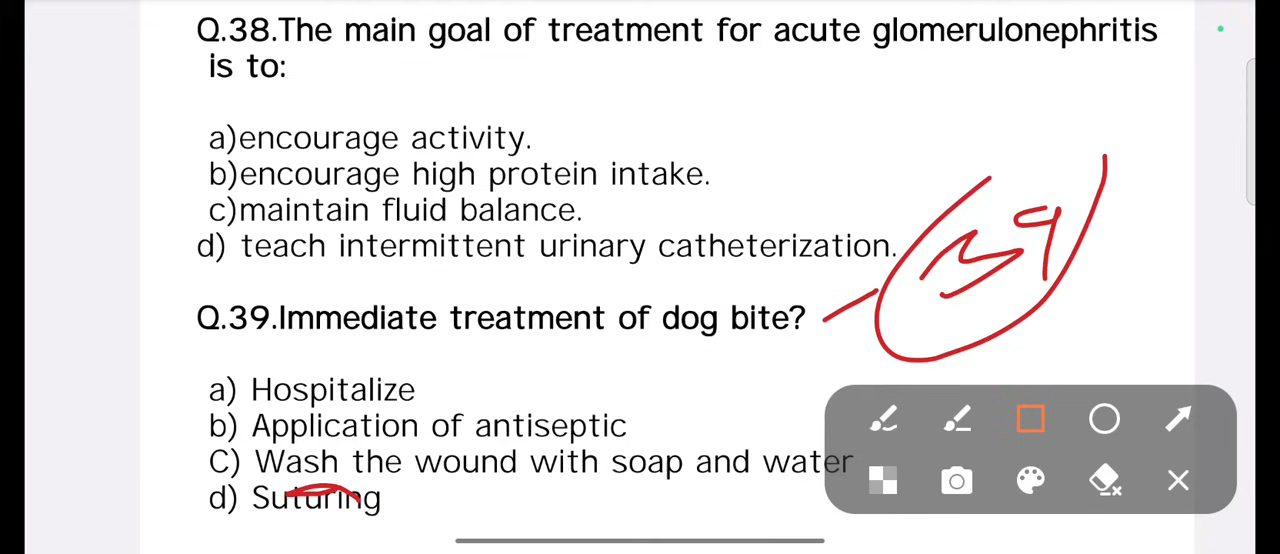 Q.38.The main goal of treatment for acute glomerulonephritis
is to:
a)encourage activity.
b)encourage high protein intake.
c)maintain fluid balance.
d) teach intermittent urinary catheterization.
Q.39.Immediate treatment of dog bite?
a) Hospitalize
b) Application of antiseptic
C) Wash the wound with soap and water
d) Suturing